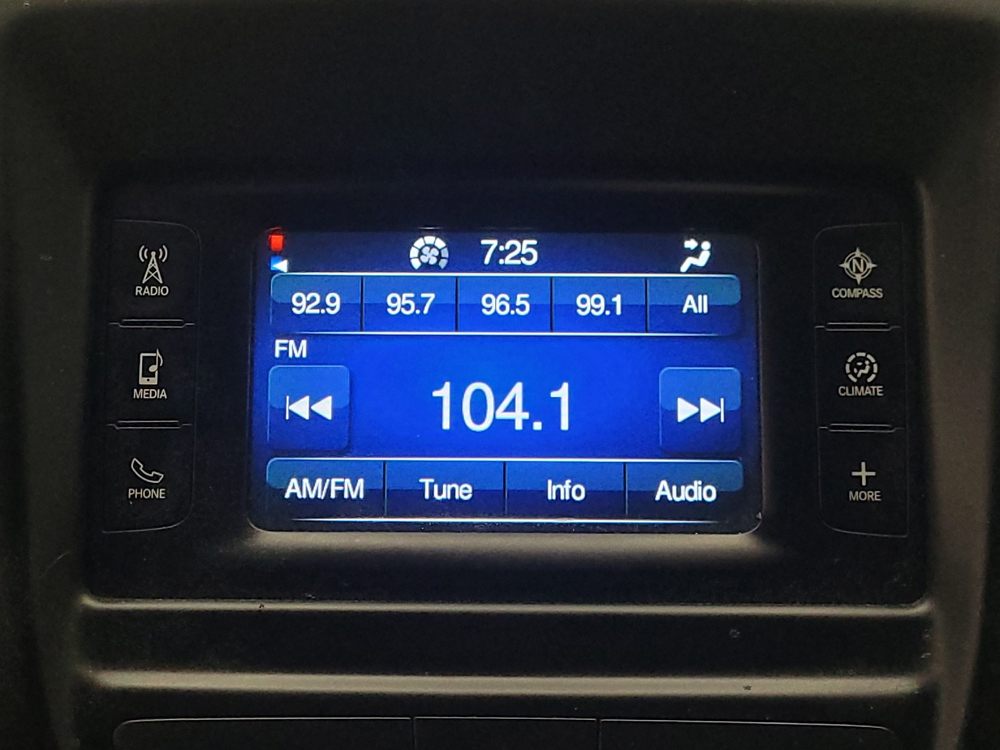 7:25
92.9 95.7 96.5 99.1 All
FM
104.1
AM/FM Tune Info Audio
RADIO
MEDIA
PHONE
N
COMPASS
CLIMATE
MORE